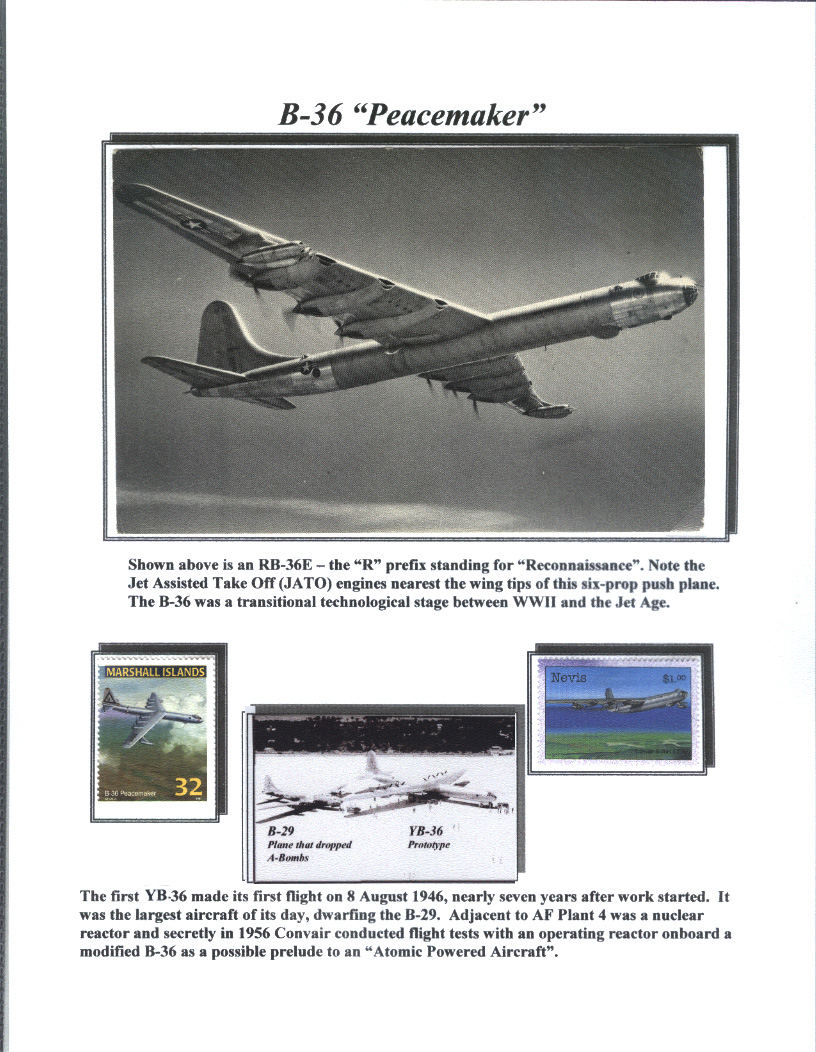 B-36 “Peacemaker”
Shown above is an RB-36E – the “R” prefix standing for “Reconnaissance”. Note the
Jet Assisted Take Off (JATO) engines nearest the wing tips of this six-prop push plane.
The B-36 was a transitional technological stage between WWII and the Jet Age.
MARSHALL ISLANDS
B-36 Peacemaker
32
Nevis
$1.00
B-29
Plane that dropped
A-Bombs
YB-36
Prototype
The first YB-36 made its first flight on 8 August 1946, nearly seven years after work started. It
was the largest aircraft of its day, dwarfing the B-29. Adjacent to AF Plant 4 was a nuclear
reactor and secretly in 1956 Convair conducted flight tests with an operating reactor onboard a
modified B-36 as a possible prelude to an “Atomic Powered Aircraft”.